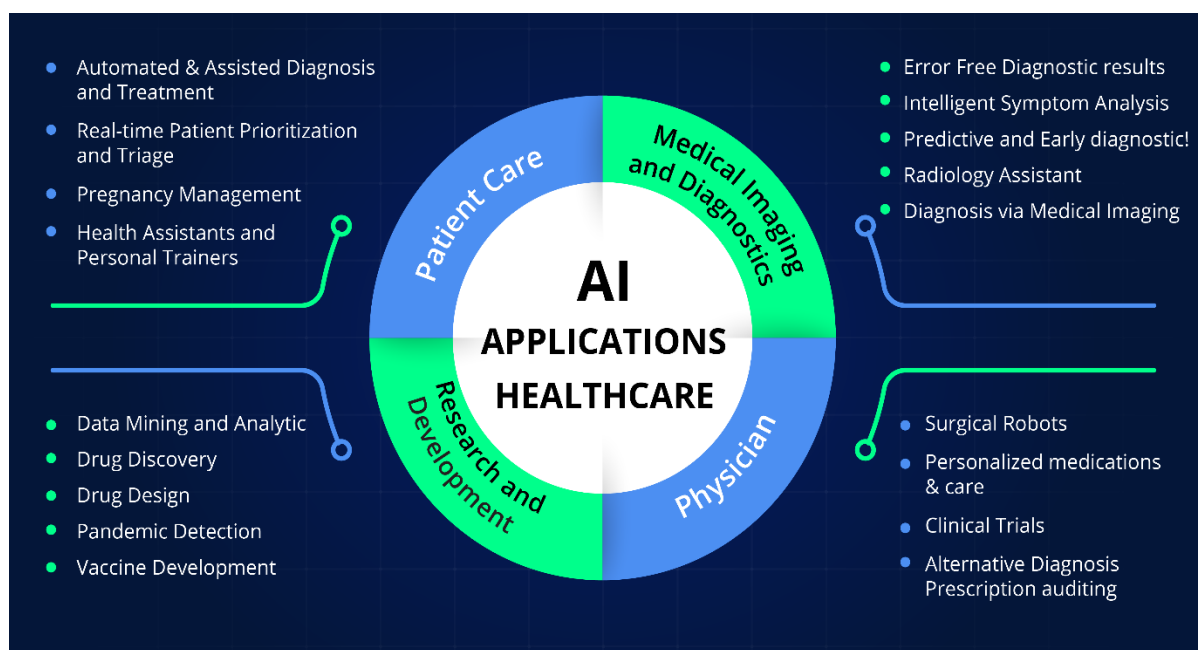 Automated & Assisted Diagnosis
and Treatment
Real-time Patient Prioritization
and Triage
Pregnancy Management
Health Assistants and
Personal Trainers
Error Free Diagnostic results
Intelligent Symptom Analysis
Predictive and Early diagnostic!
Radiology Assistant
Diagnosis via Medical Imaging
Patient Care
Medical Imaging
and Diagnostics
AI
APPLICATIONS
HEALTHCARE
Research and
Development
Physician
Data Mining and Analytic
Drug Discovery
Drug Design
Pandemic Detection
Vaccine Development
Surgical Robots
Personalized medications
& care
Clinical Trials
Alternative Diagnosis
Prescription auditing